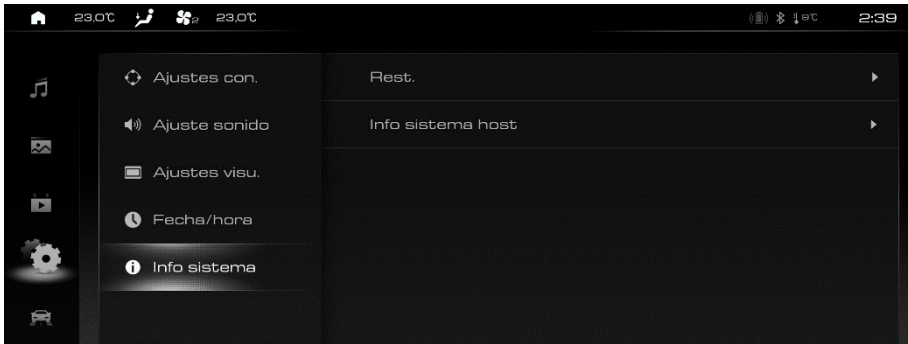 23.0℃ 2 23.0℃ 2:39
Ajustes con.
Rest.
Ajuste sonido
Info sistema host
Ajustes visu.
Fecha/hora
Info sistema